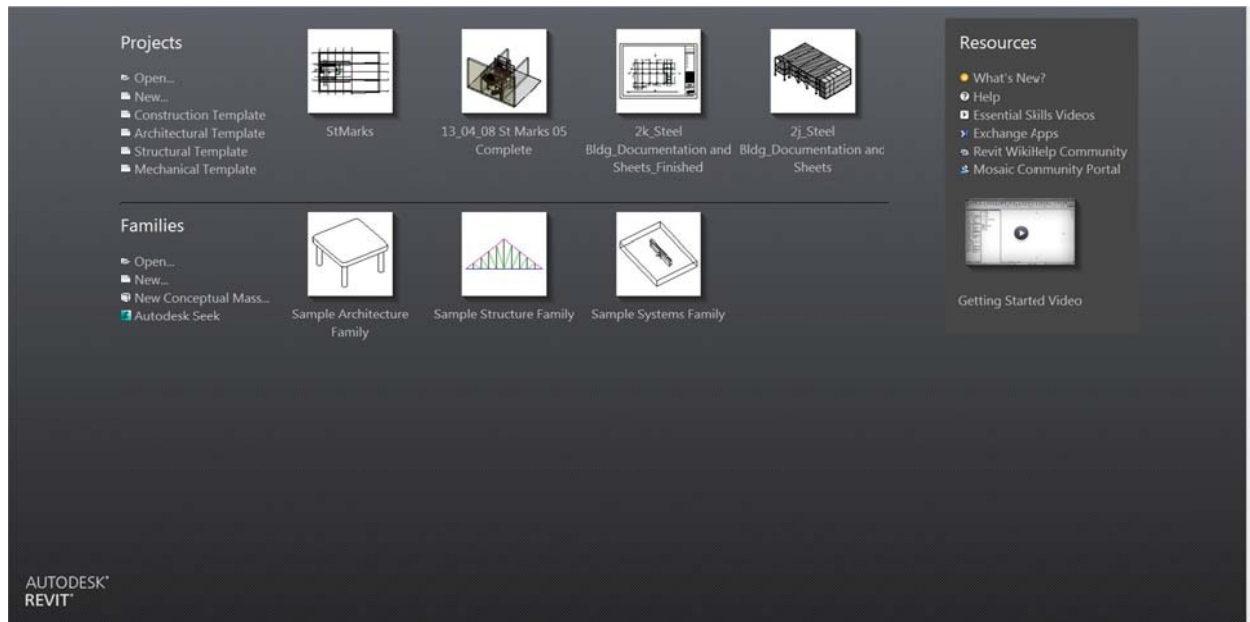 Projects
Open...
New...
Construction Template
Architectural Template
Structural Template
Mechanical Template
StMarks
13_04_08 St Marks 05
Complete
2k_Steel
Bldg_Documentation and
Sheets_Finished
2j_Steel
Bldg_Documentation and
Sheets
Families
Open...
New...
New Conceptual Mass...
Autodesk Seek
Sample Architecture
Family
Sample Structure Family
Sample Systems Family
Resources
What's New?
Help
Essential Skills Videos
Exchange Apps
Revit WikiHelp Community
Mosaic Community Portal
Getting Started Video
AUTODESK®
REVIT®